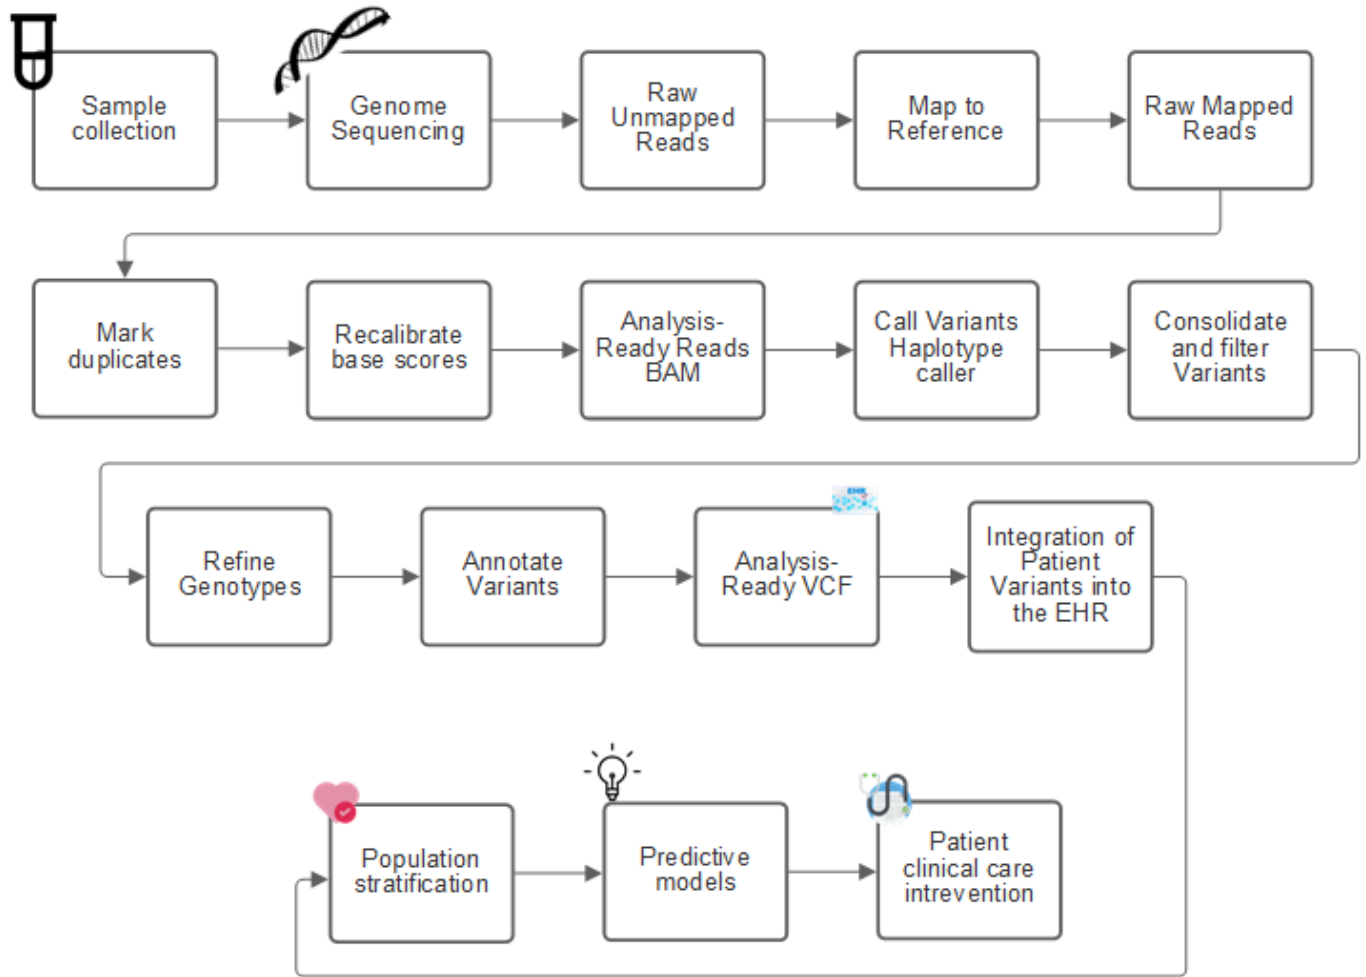 Sample
collection
Genome
Sequencing
Raw
Unmapped
Reads
Map to
Reference
Raw Mapped
Reads
Mark
duplicates
Recalibrate
base scores
Analysis-
Ready Reads
BAM
Call Variants
Haplotype
caller
Consolidate
and filter
Variants
Refine
Genotypes
Annotate
Variants
EHR
Analysis-
Ready VCF
Integration of
Patient
Variants into
the EHR
Population
stratification
Predictive
models
Patient
clinical care
intrevention